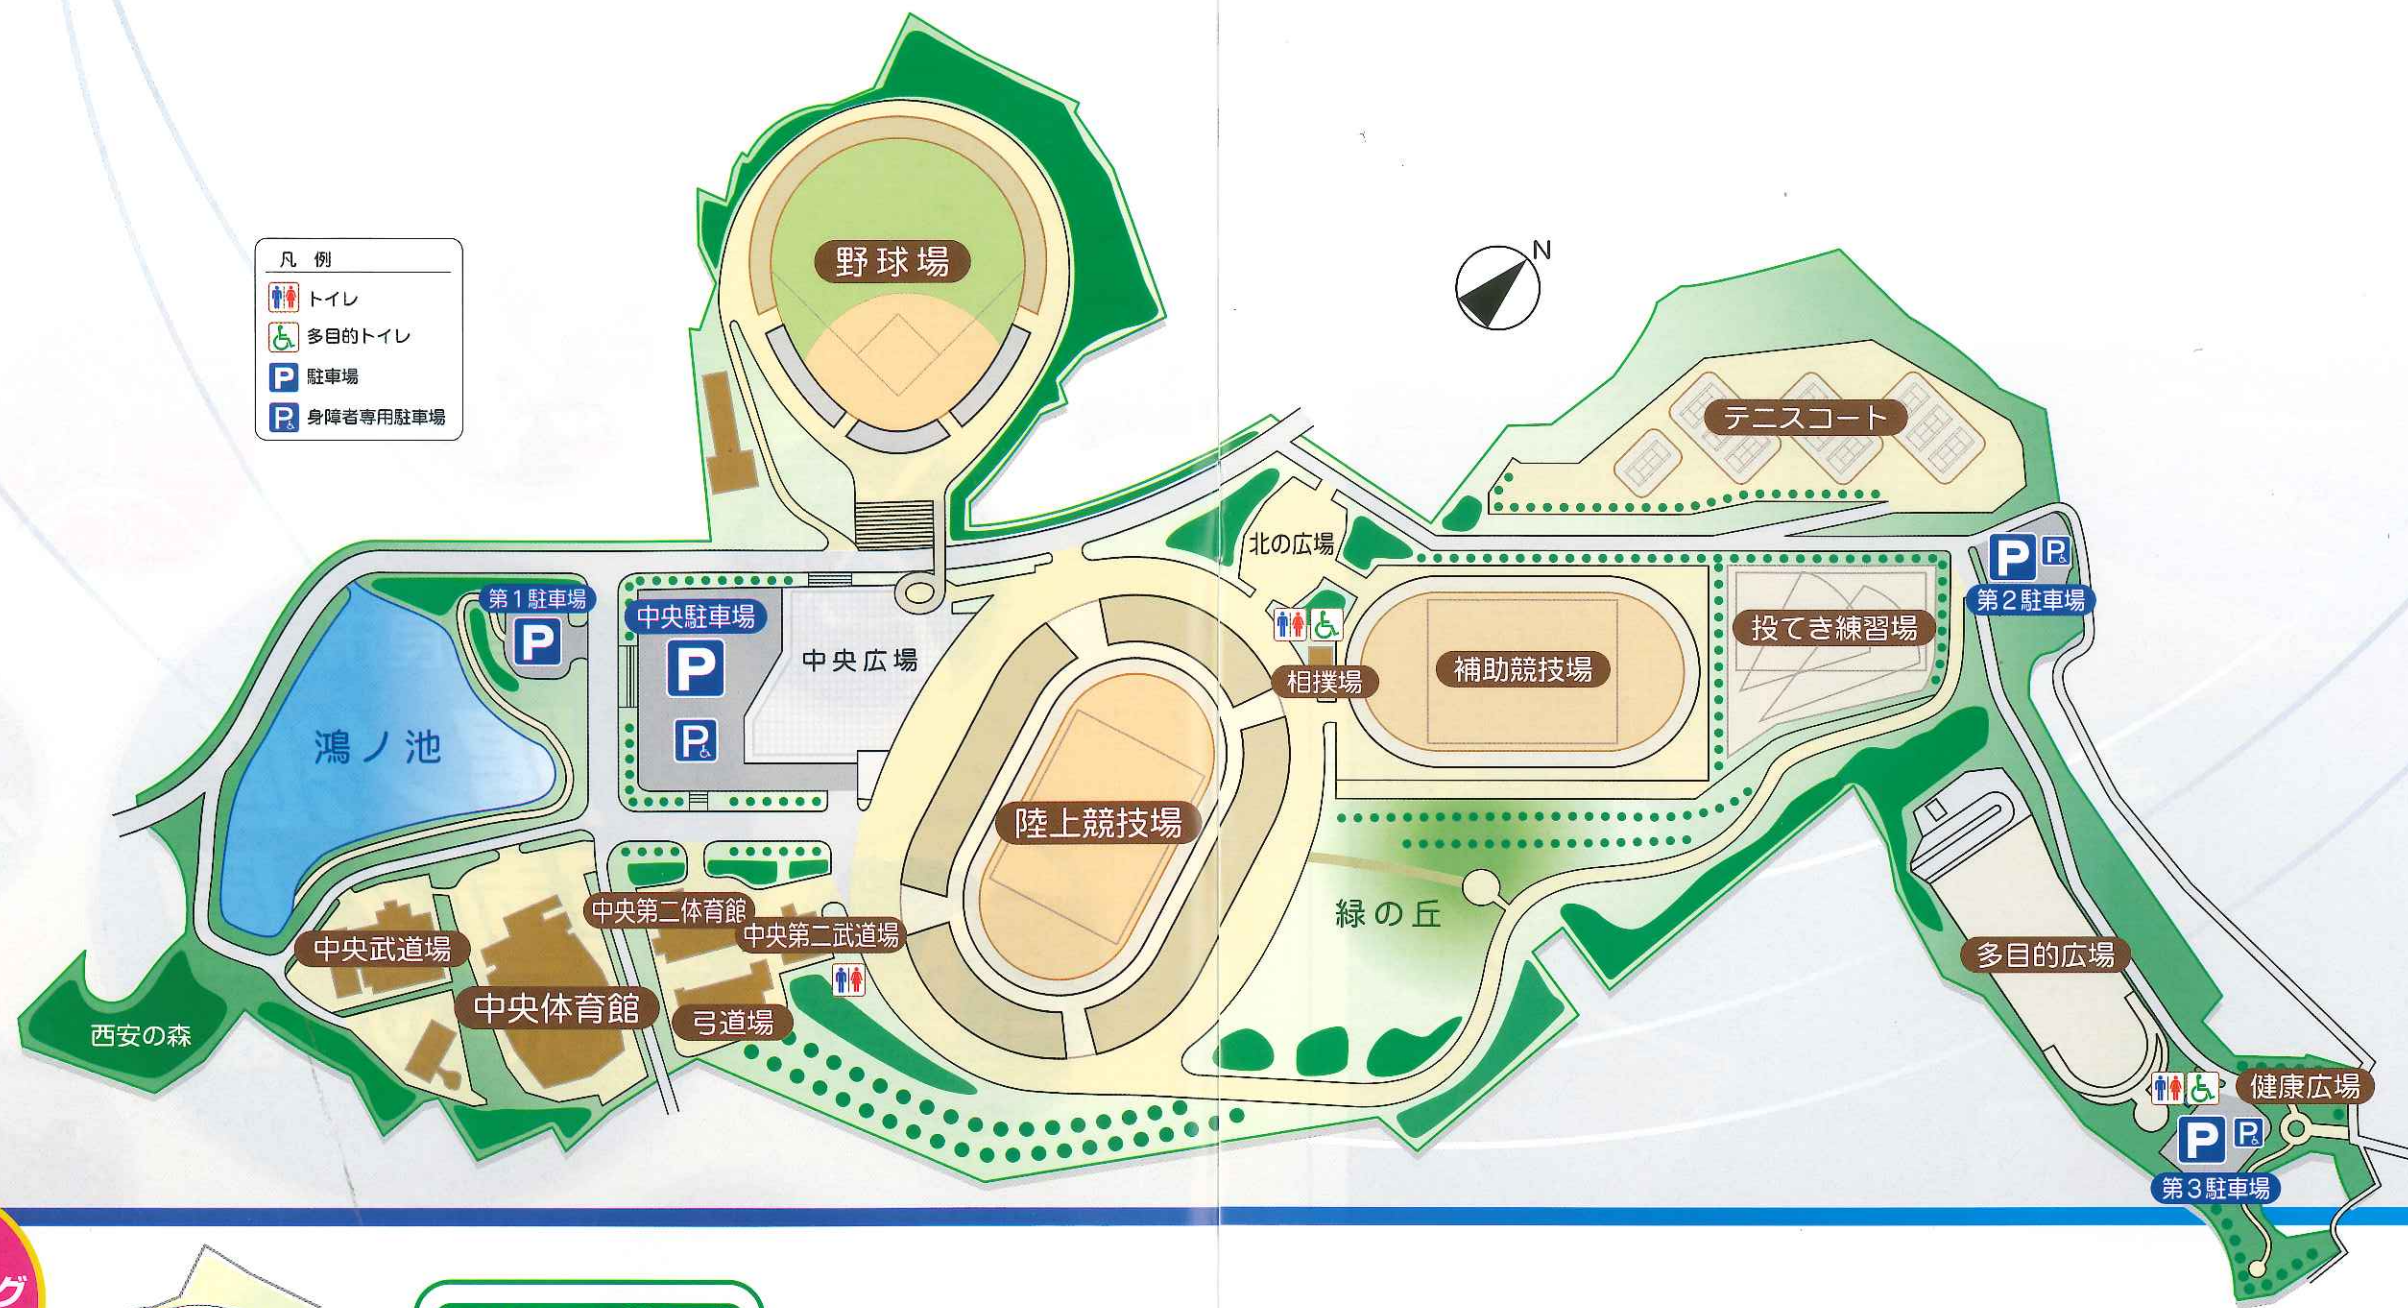 凡 例
トイレ
多目的トイレ
P 駐車場
P 身障者専用駐車場
N
野球場
テニスコート
北の広場
第1駐車場
P
中央駐車場
P
P
中央広場
P
P
第2駐車場
投てき練習場
補助競技場
相撲場
鴻ノ池
陸上競技場
緑の丘
中央第二体育館
中央第二武道場
中央武道場
中央体育館
弓道場
西安の森
多目的広場
健康広場
P
P
第3駐車場
グ